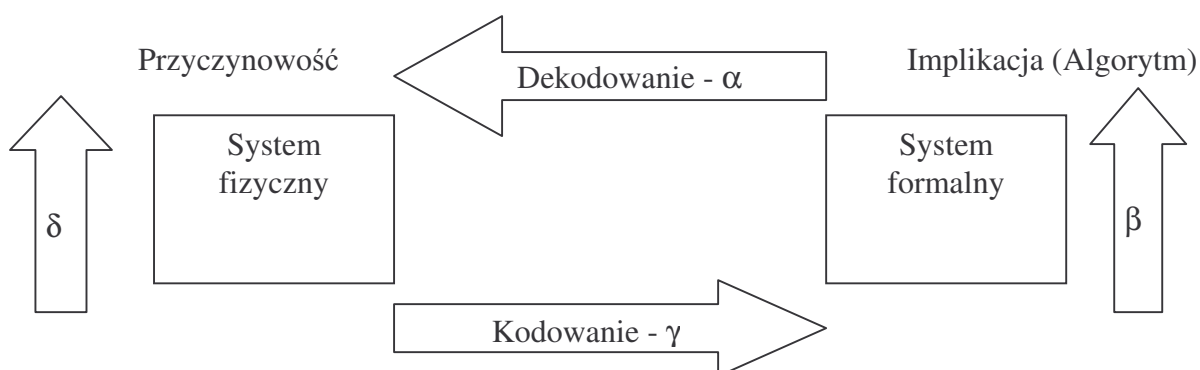 Przyczynowość
Dekodowanie - α
Implikacja (Algorytm)
System
fizyczny
System
formalny
δ
β
Kodowanie - γ